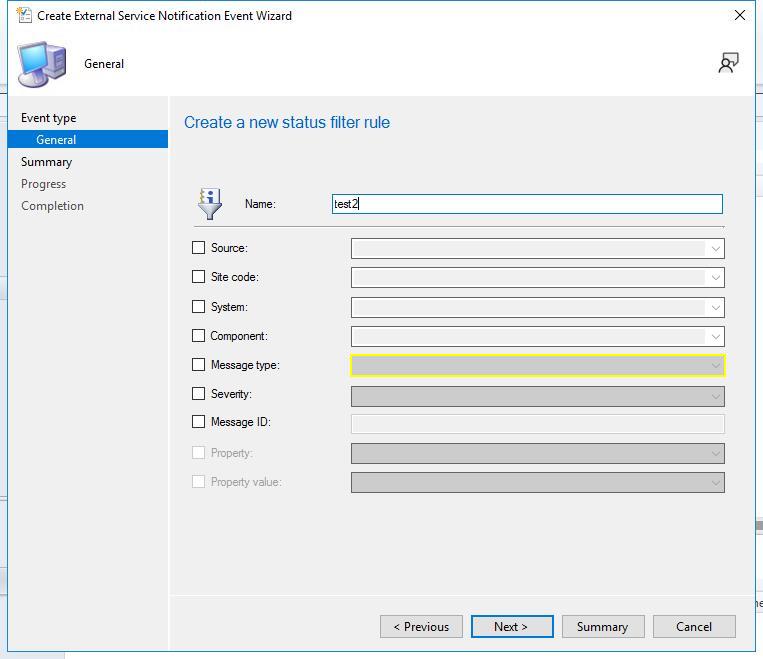 Create External Service Notification Event Wizard
General
Event type
General
Summary
Progress
Completion
Create a new status filter rule
Name: test2
Source:
Site code:
System:
Component:
Message type:
Severity:
Message ID:
Property:
Property value:
< Previous Next > Summary Cancel